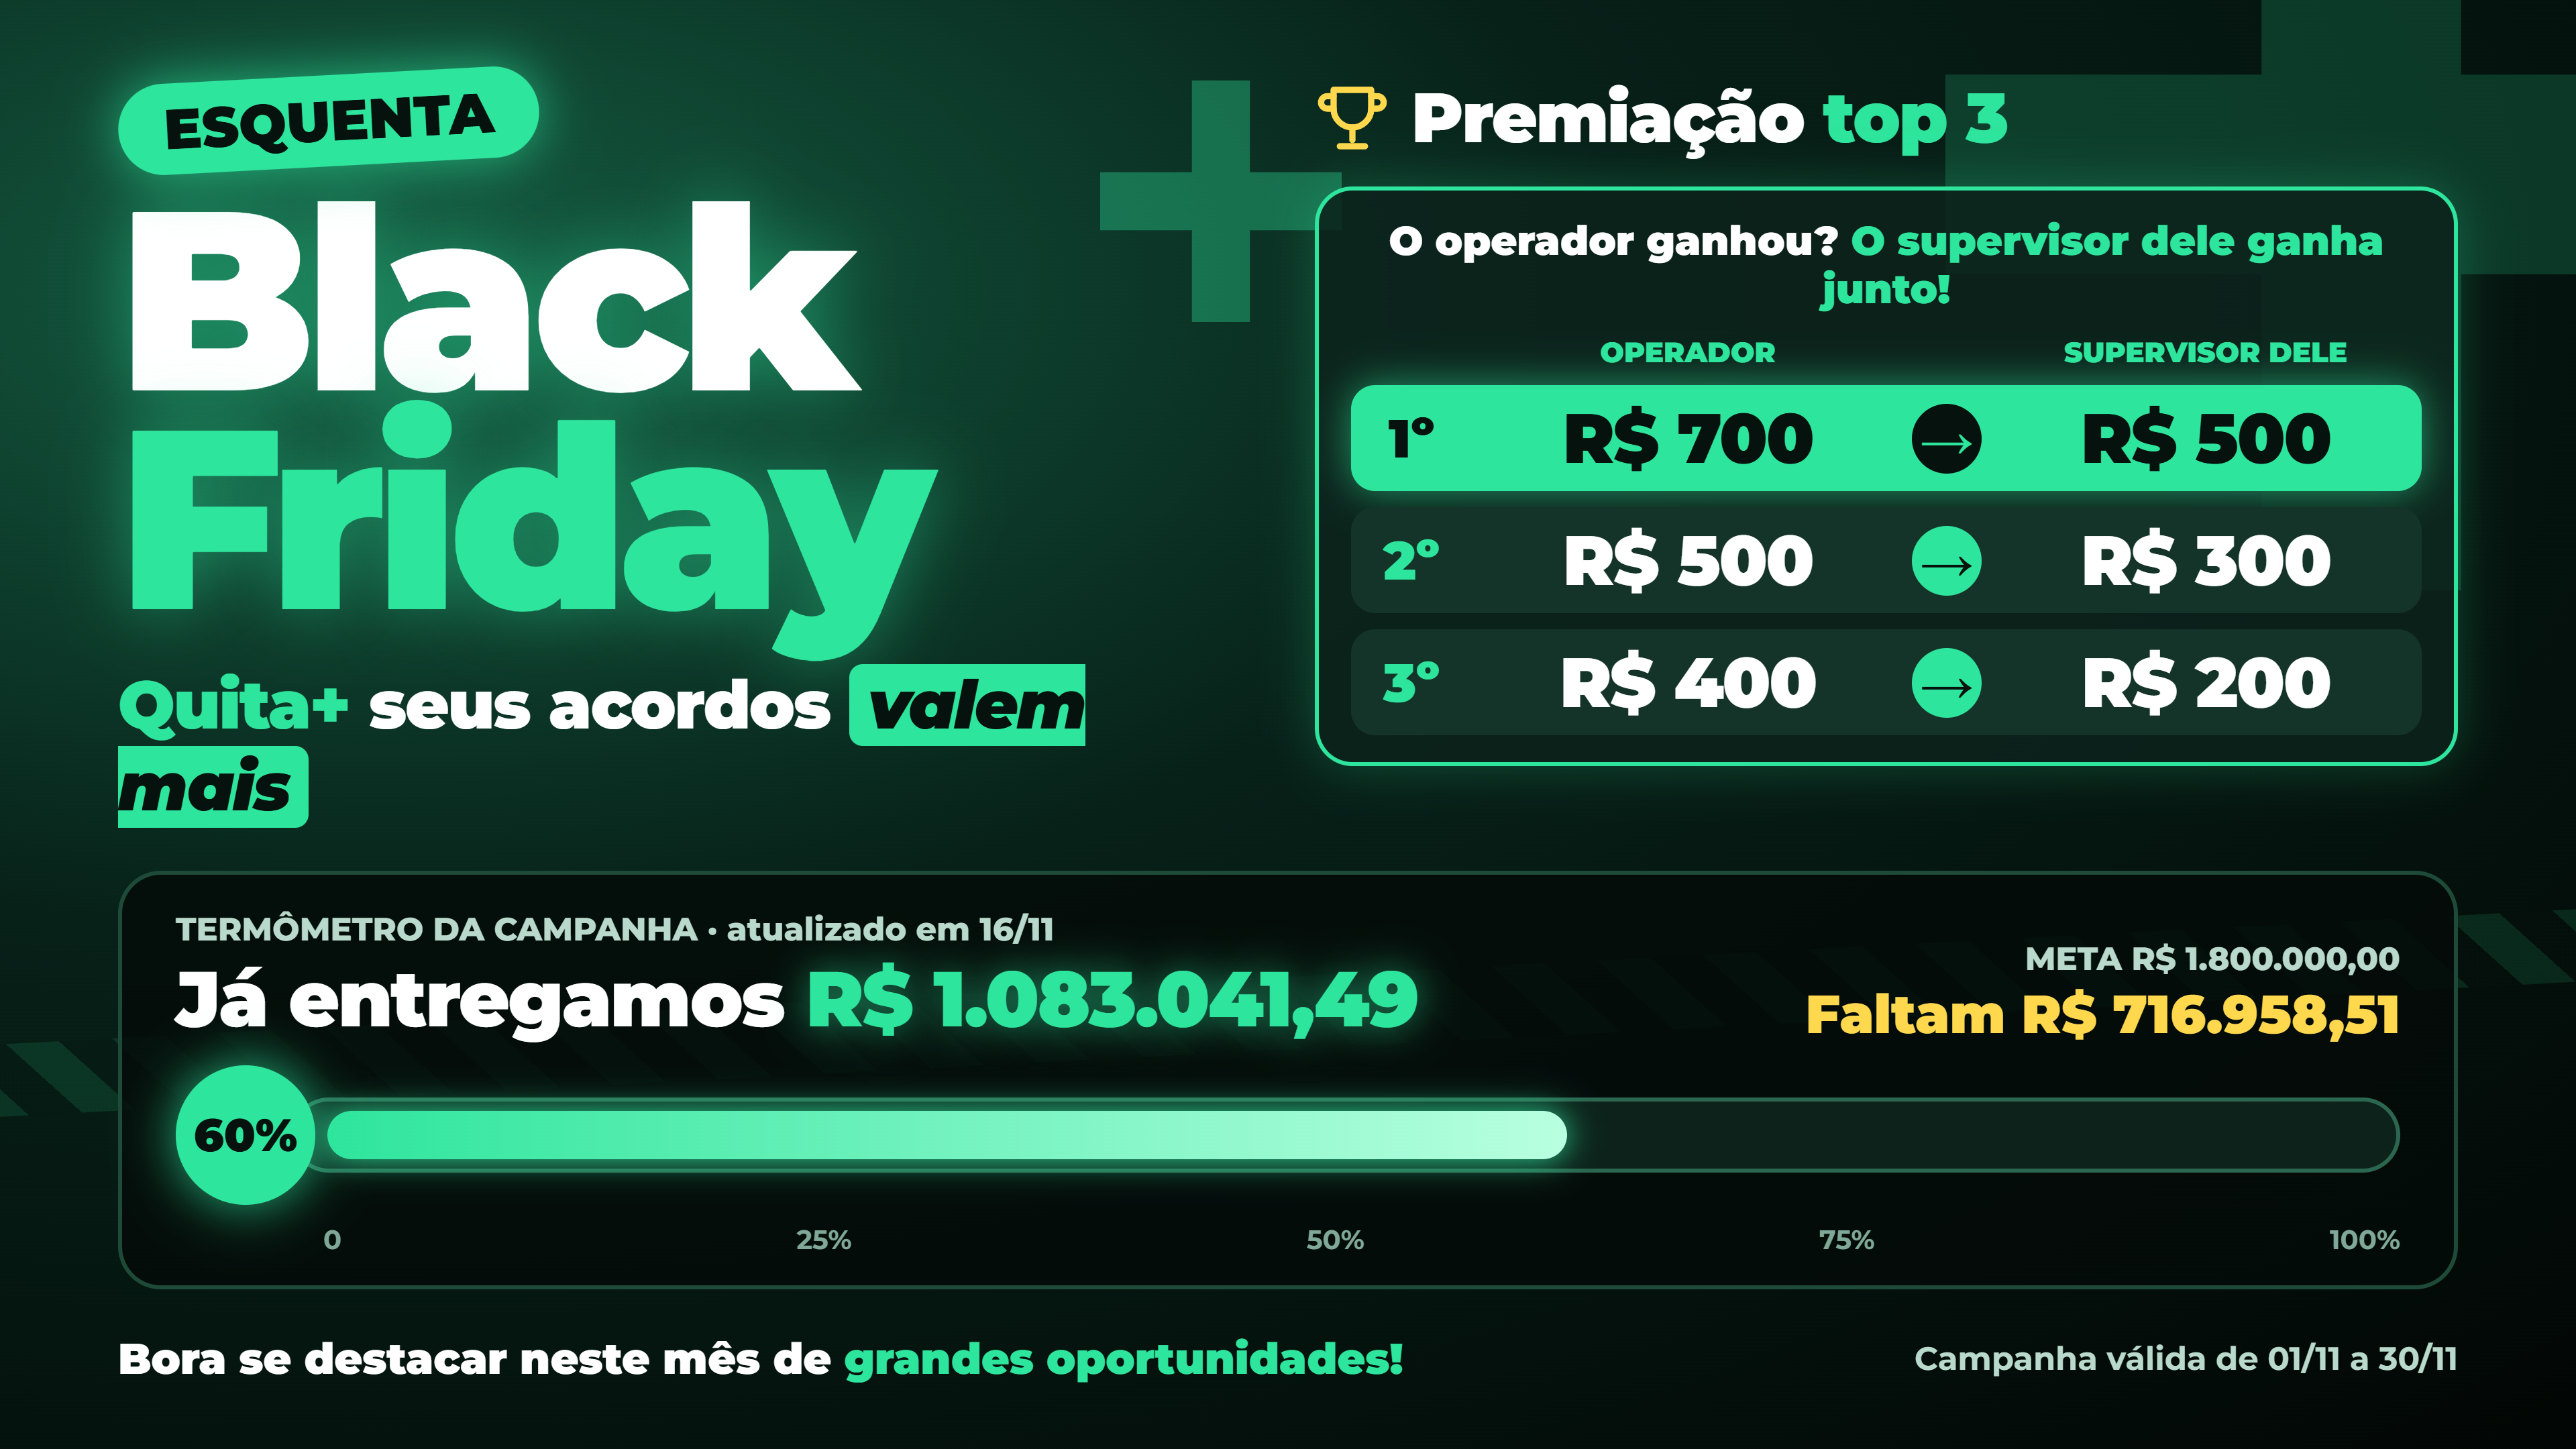 ESQUENTA
Black
Friday
Quita+ seus acordos valem
mais
Premiação top 3
O operador ganhou? O supervisor dele ganha
junto!
OPERADOR SUPERVISOR DELE
1º R$ 700 → R$ 500
2º R$ 500 → R$ 300
3º R$ 400 → R$ 200
TERMÔMETRO DA CAMPANHA · atualizado em 16/11
Já entregamos R$ 1.083.041,49
META R$ 1.800.000,00
Faltam R$ 716.958,51
60%
0 25% 50% 75% 100%
Bora se destacar neste mês de grandes oportunidades!
Campanha válida de 01/11 a 30/11